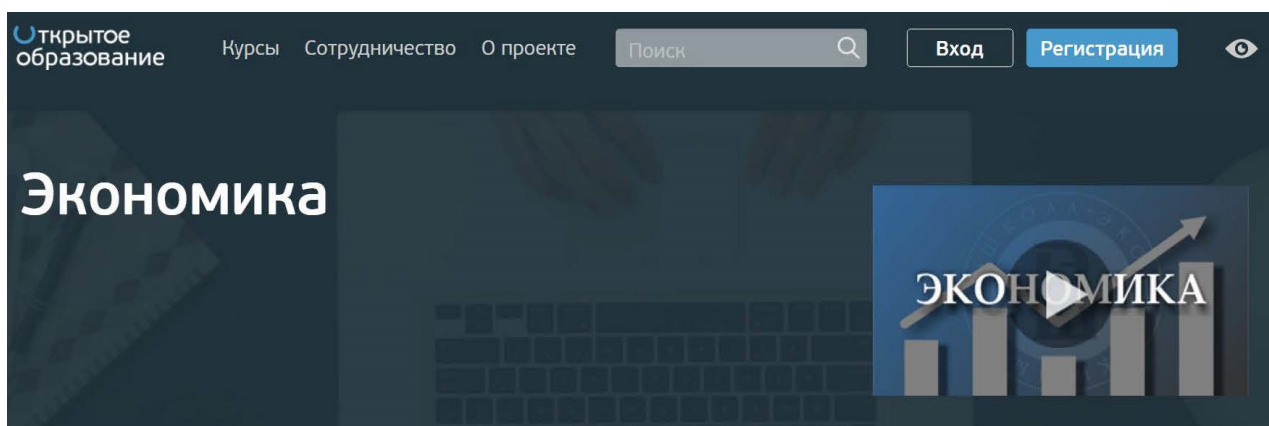 Открытое
образование
Курсы Сотрудничество О проекте Поиск Вход Регистрация
Экономика
ЭКОНОМИКА